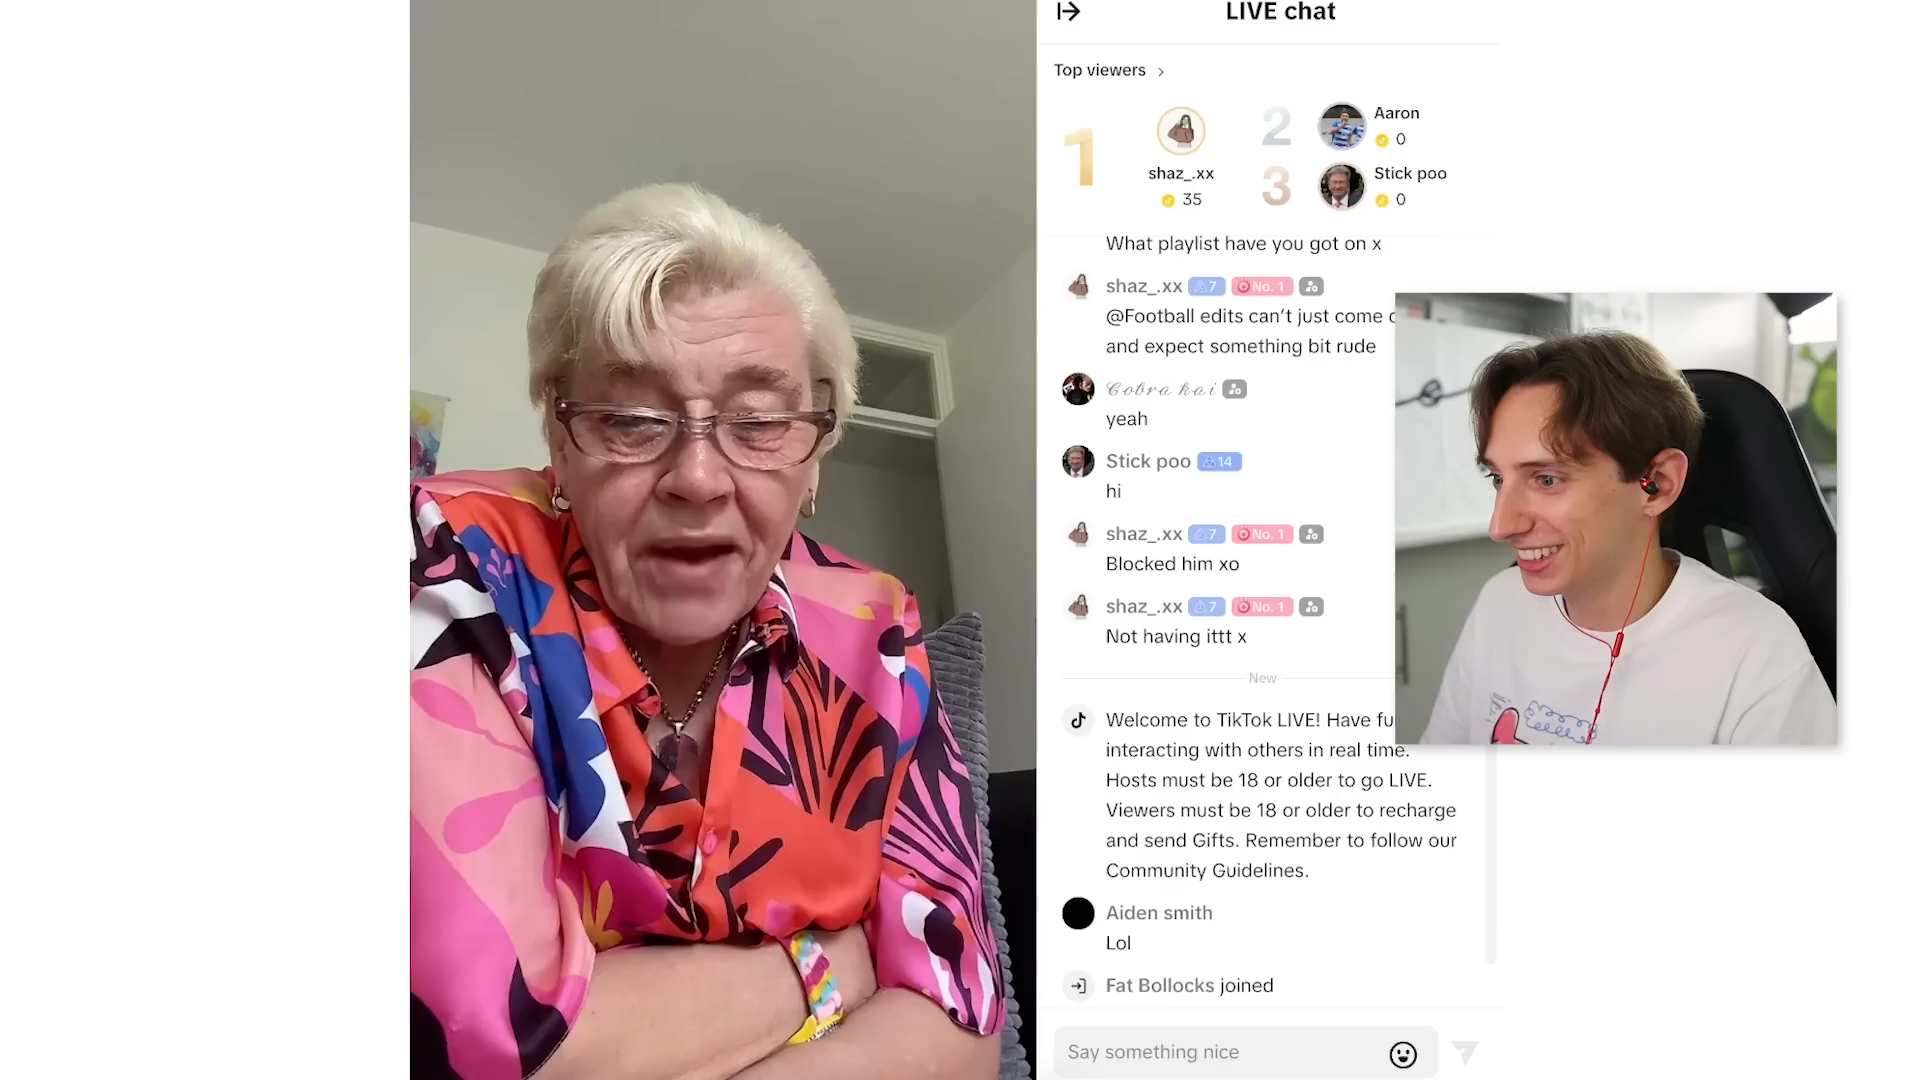 LIVE chat
Top viewers >
1
shaz_.xx
35
2
Aaron
0
3
Stick poo
0
What playlist have you got on x
shaz_.xx 7 No. 1
@Football edits can't just come
and expect something bit rude
Cobra kai
yeah
Stick poo 14
hi
shaz_.xx 7 No. 1
Blocked him xo
shaz_.xx 7 No. 1
Not having ittt x
New
Welcome to TikTok LIVE! Have fu
interacting with others in real time.
Hosts must be 18 or older to go LIVE.
Viewers must be 18 or older to recharge
and send Gifts. Remember to follow our
Community Guidelines.
Aiden smith
Lol
Fat Bollocks joined
Say something nice